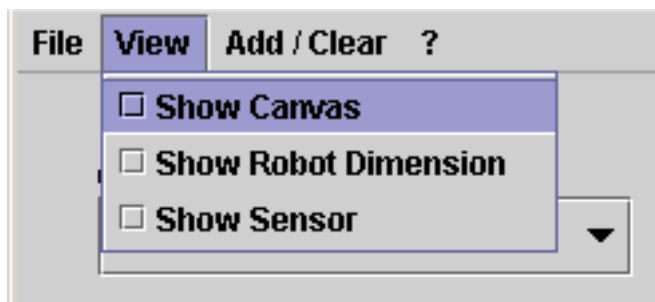 File View Add / Clear ?
Show Canvas
Show Robot Dimension
Show Sensor